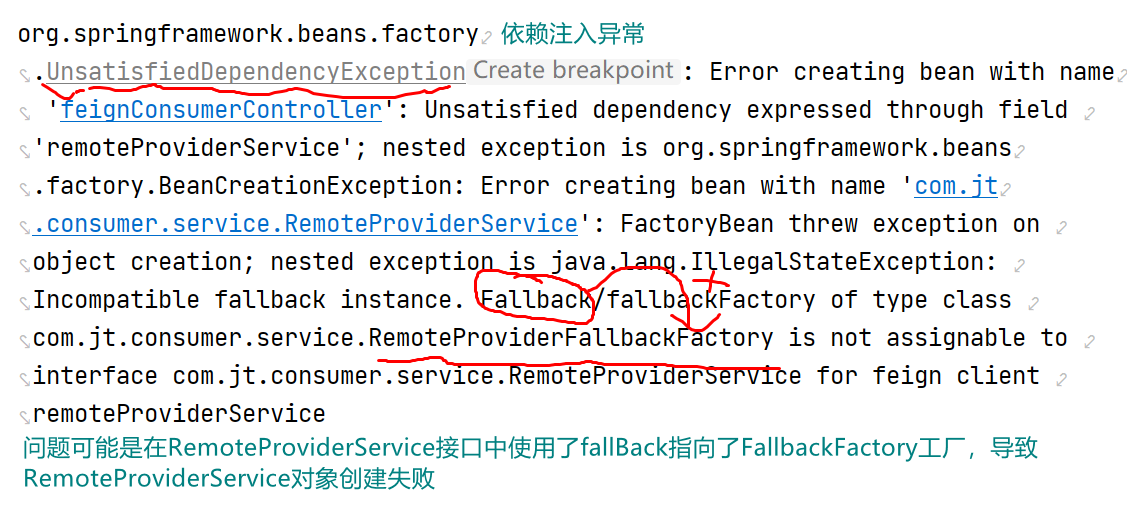 org.springframework.beans.factory 依赖注入异常
.UnsatisfiedDependencyException Create breakpoint : Error creating bean with name
'feignConsumerController': Unsatisfied dependency expressed through field
'remoteProviderService'; nested exception is org.springframework.beans
.factory.BeanCreationException: Error creating bean with name 'com.jt
.consumer.service.RemoteProviderService': FactoryBean threw exception on
object creation; nested exception is java.lang.IllegalStateException:
Incompatible fallback instance. Fallback/fallbackFactory of type class
com.jt.consumer.service.RemoteProviderFallbackFactory is not assignable to
interface com.jt.consumer.service.RemoteProviderService for feign client
remoteProviderService
问题可能是在RemoteProviderService接口中使用了fallBack指向了FallbackFactory工厂，导致
RemoteProviderService对象创建失败